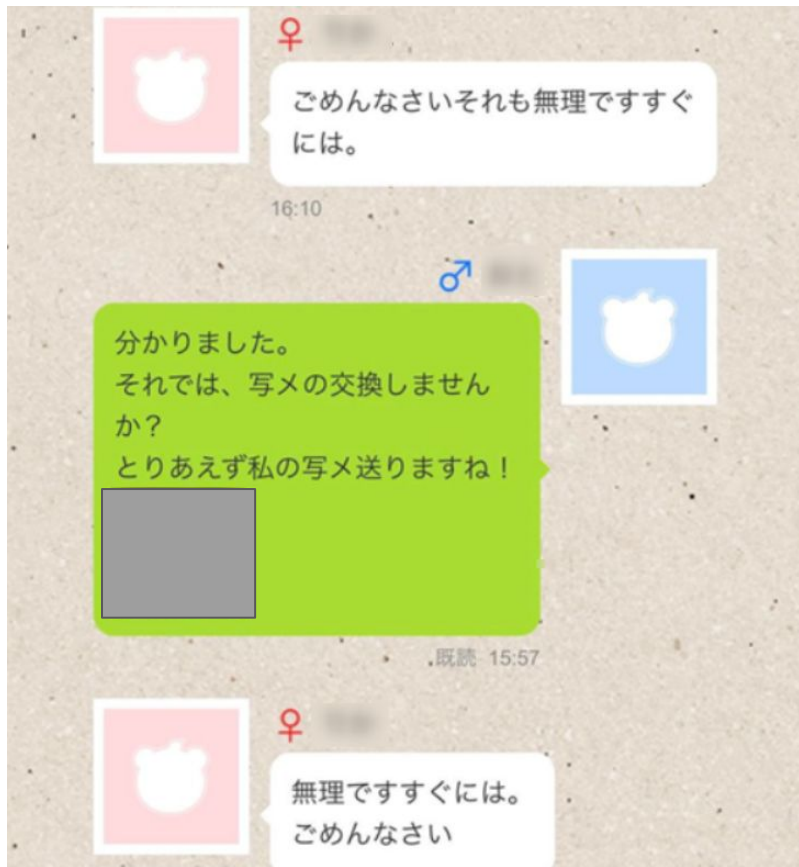 ♀
ごめんなさいそれも無理ですすぐ
には。
16:10
♂
分かりました。
それでは、写メの交換しません
か？
とりあえず私の写メ送りますね！
既読 15:57
♀
無理ですすぐには。
ごめんなさい